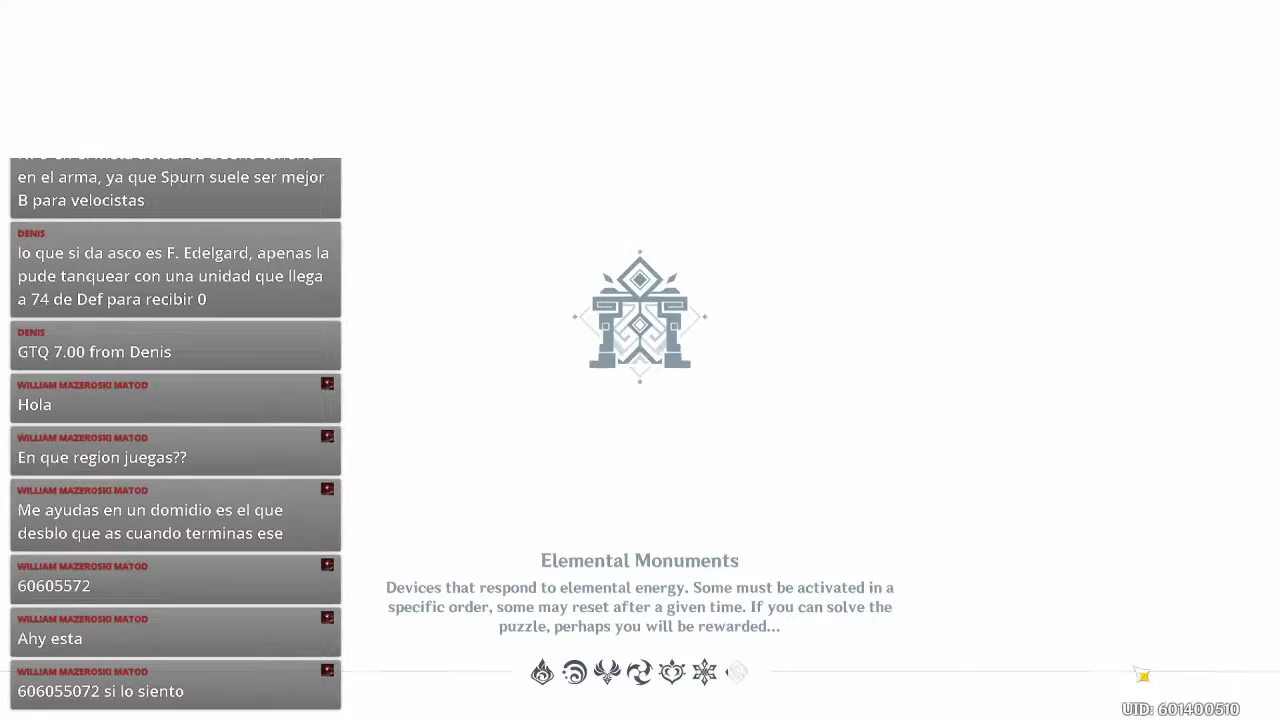 en el arma, ya que Spurn suele ser mejor
B para velocistas
DENIS
lo que si da asco es F. Edelgard, apenas la
pude tanquear con una unidad que llega
a 74 de Def para recibir 0
DENIS
GTQ 7.00 from Denis
WILLIAM MAZEROSKI MATOD
Hola
WILLIAM MAZEROSKI MATOD
En que region juegas??
WILLIAM MAZEROSKI MATOD
Me ayudas en un domidio es el que
desblo que as cuando terminas ese
WILLIAM MAZEROSKI MATOD
60605572
WILLIAM MAZEROSKI MATOD
Ahy esta
WILLIAM MAZEROSKI MATOD
606055072 si lo siento
Elemental Monuments
Devices that respond to elemental energy. Some must be activated in a
specific order, some may reset after a given time. If you can solve the
puzzle, perhaps you will be rewarded...
UID: 601400510